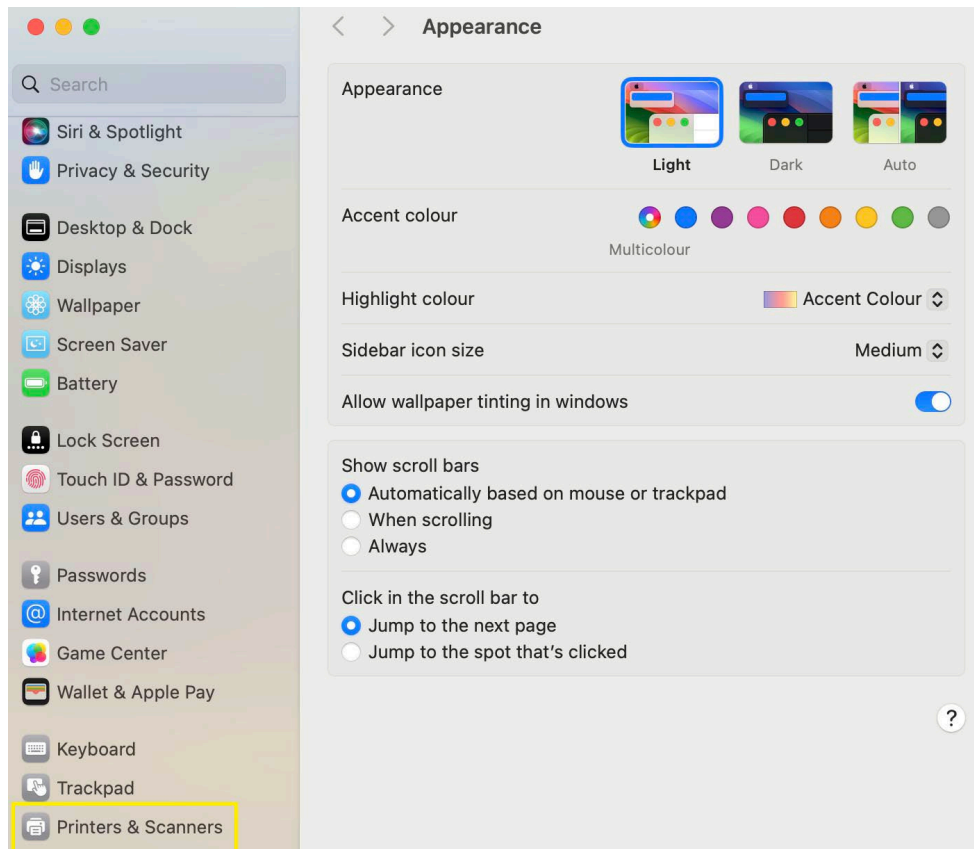 Search
Siri & Spotlight
Privacy & Security
Desktop & Dock
Displays
Wallpaper
Screen Saver
Battery
Lock Screen
Touch ID & Password
Users & Groups
Passwords
Internet Accounts
Game Center
Wallet & Apple Pay
Keyboard
Trackpad
Printers & Scanners
Appearance
Appearance
Light Dark Auto
Accent colour
Multicolour
Highlight colour Accent Colour
Sidebar icon size Medium
Allow wallpaper tinting in windows
Show scroll bars
Automatically based on mouse or trackpad
When scrolling
Always
Click in the scroll bar to
Jump to the next page
Jump to the spot that's clicked
?